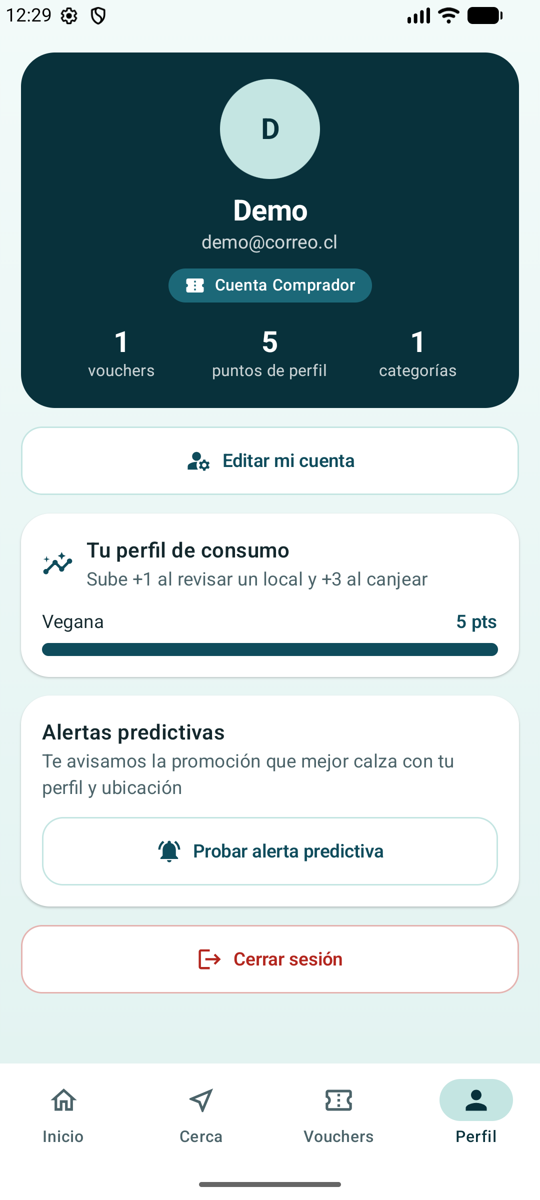 12:29
D
Demo
demo@correo.cl
Cuenta Comprador
1 5 1
vouchers puntos de perfil categorías
Editar mi cuenta
Tu perfil de consumo
Sube +1 al revisar un local y +3 al canjear
Vegana 5 pts
Alertas predictivas
Te avisamos la promoción que mejor calza con tu
perfil y ubicación
Probar alerta predictiva
Cerrar sesión
Inicio Cerca Vouchers Perfil